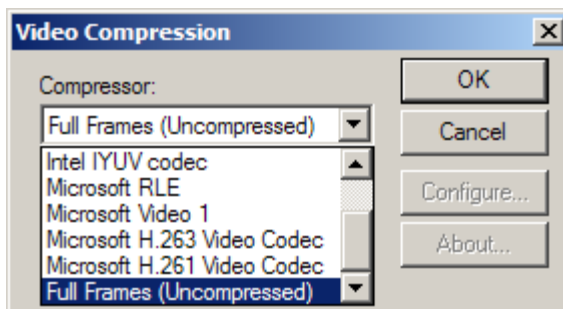 Video Compression
Compressor:
Full Frames (Uncompressed)
Intel IYUV codec
Microsoft RLE
Microsoft Video 1
Microsoft H.263 Video Codec
Microsoft H.261 Video Codec
Full Frames (Uncompressed)
OK
Cancel
Configure...
About...